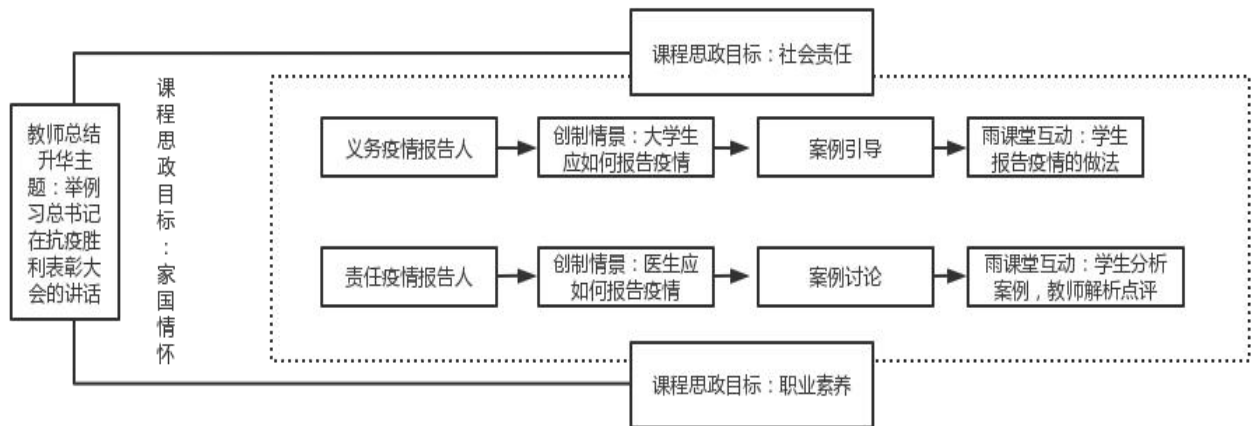 课程思政目标：社会责任
教师总结
升华主
题：举例
习总书记
在抗疫胜
利表彰大
会的讲话
课程思政目标：家国情怀
义务疫情报告人
创制情景：大学生
应如何报告疫情
案例引导
雨课堂互动：学生
报告疫情的做法
责任疫情报告人
创制情景：医生应
如何报告疫情
案例讨论
雨课堂互动：学生分析
案例，教师解析点评
课程思政目标：职业素养